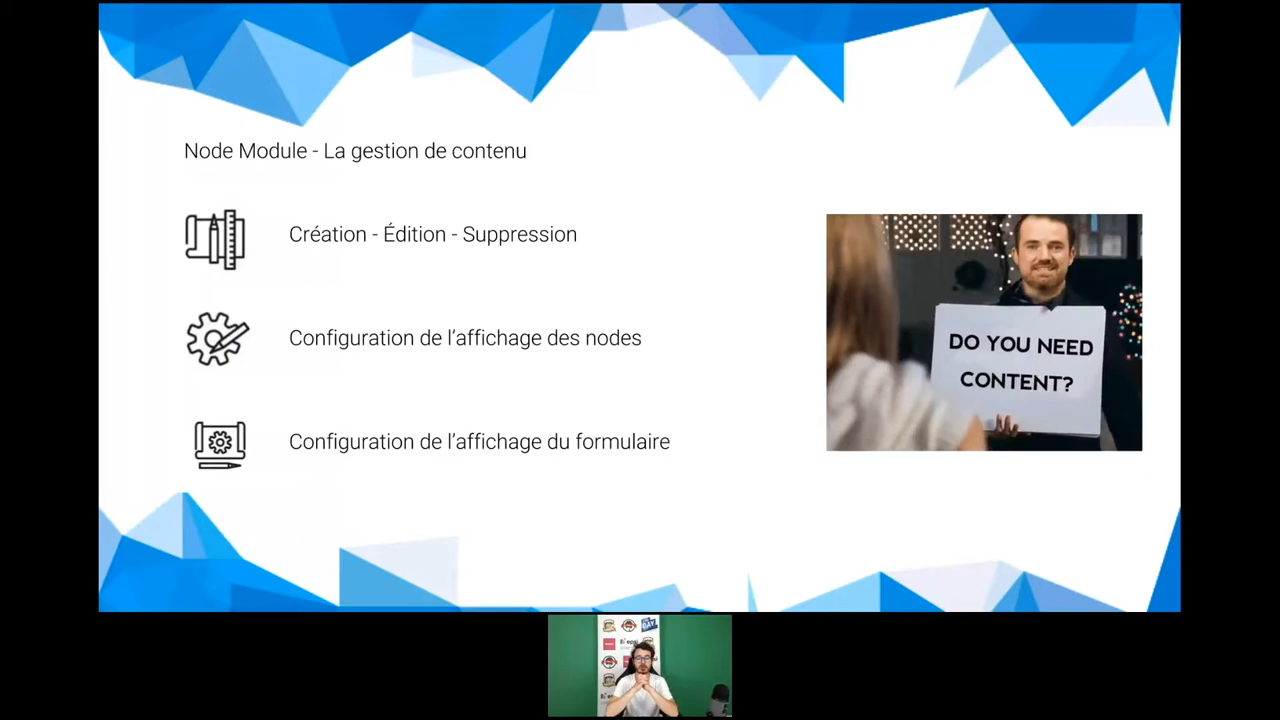 Node Module - La gestion de contenu
Création - Édition - Suppression
Configuration de l’affichage des nodes
Configuration de l’affichage du formulaire
DO YOU NEED
CONTENT?